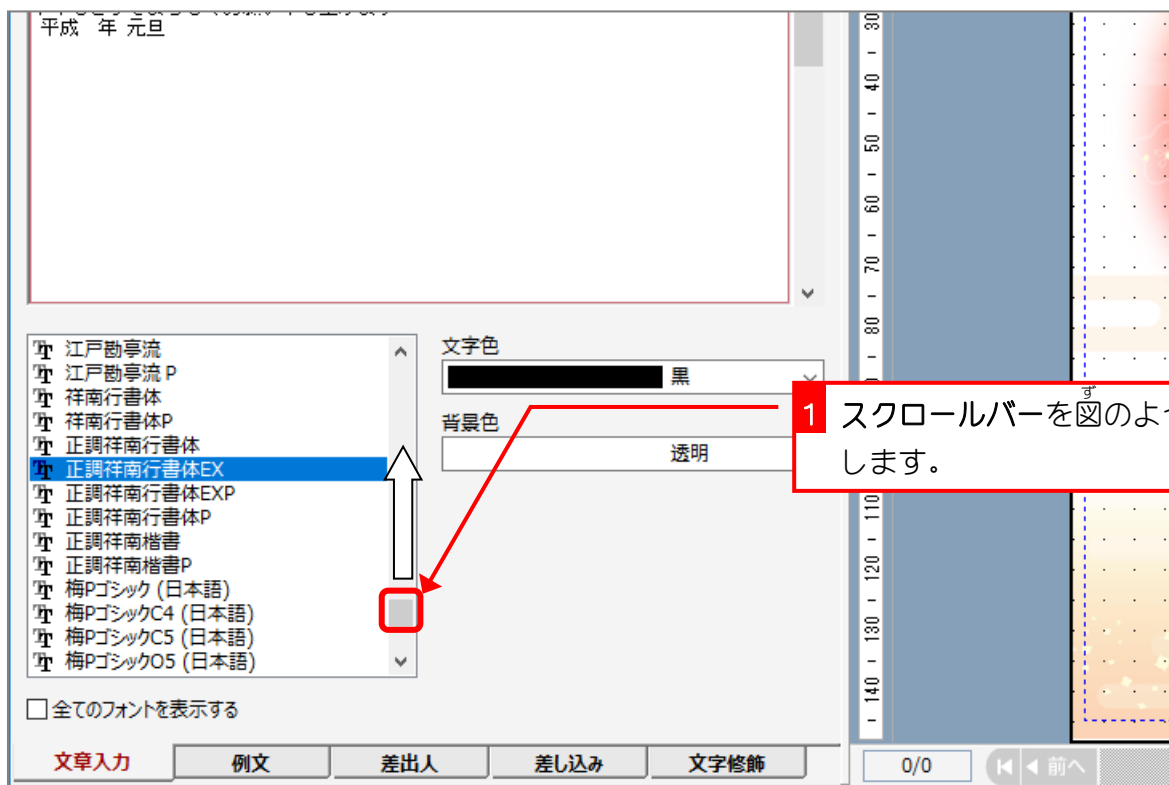 平成 年 元旦
江戸勘亭流
江戸勘亭流P
祥南行書体
祥南行書体P
正調祥南行書体
正調祥南行書体EX
正調祥南行書体EXP
正調祥南行書体P
正調祥南楷書
正調祥南楷書P
梅Pゴシック (日本語)
梅PゴシックC4 (日本語)
梅PゴシックC5 (日本語)
梅PゴシックO5 (日本語)
全てのフォントを表示する
文字色
黒
背景色
透明
1 スクロールバーを図のよ
ず
します。
30
40
50
60
70
80
110
120
130
140
文章入力 例文 差出人 差し込み 文字修飾
0/0 前へ